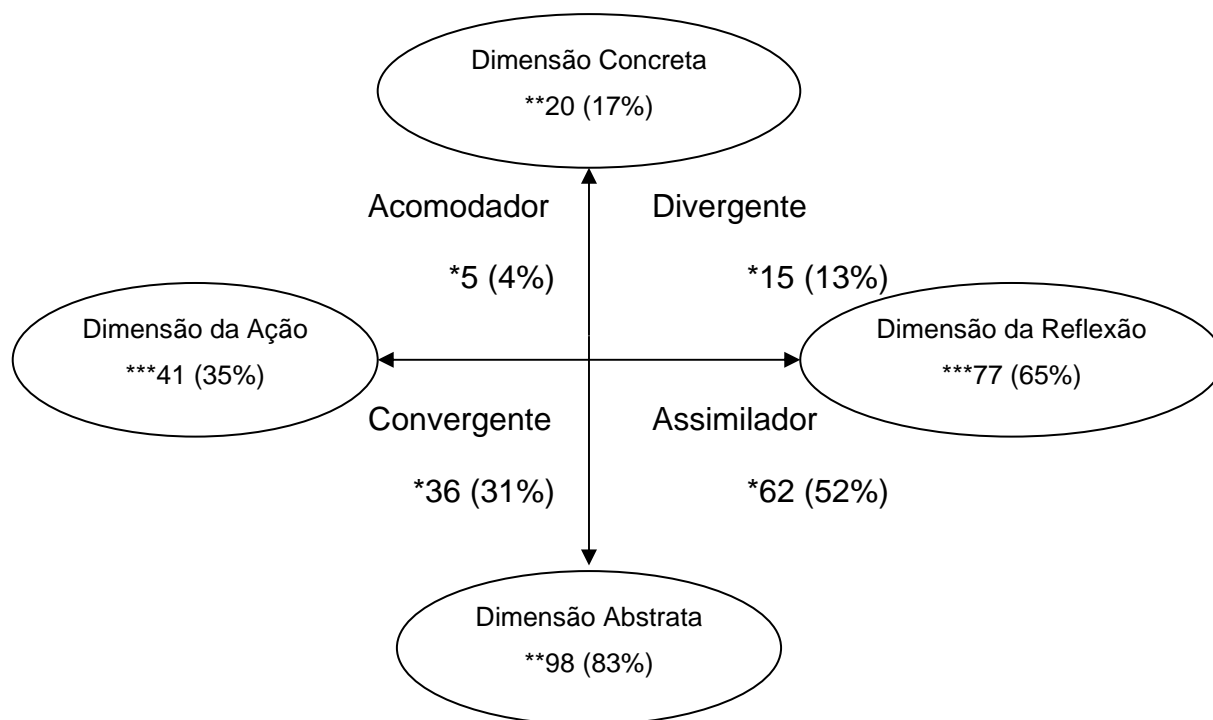 Dimensão Concreta
**20 (17%)
Acomodador
Divergente
*5 (4%)
*15 (13%)
Dimensão da Ação
***41 (35%)
Dimensão da Reflexão
***77 (65%)
Convergente
Assimilador
*36 (31%)
*62 (52%)
Dimensão Abstrata
**98 (83%)